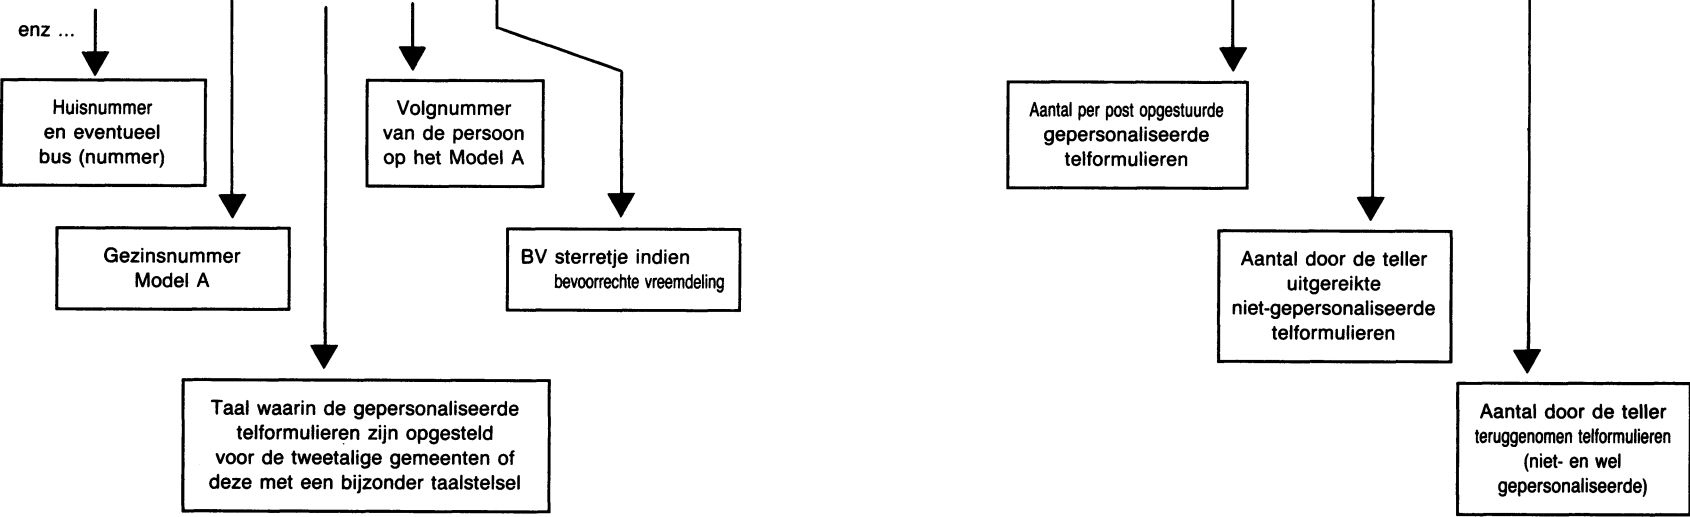 enz ...
Huisnummer
en eventueel
bus (nummer)
Volgnummer
van de persoon
op het Model A
Aantal per post opgestuurde
gepersonaliseerde
telformulieren
Gezinsnummer
Model A
BV sterretje indien
bevoorrechte vreemdeling
Aantal door de teller
uitgereikte
niet-gepersonaliseerde
telformulieren
Taal waarin de gepersonaliseerde
telformulieren zijn opgesteld
voor de tweetalige gemeenten of
deze met een bijzonder taalstelsel
Aantal door de teller
teruggenomen telformulieren
(niet- en wel
gepersonaliseerde)